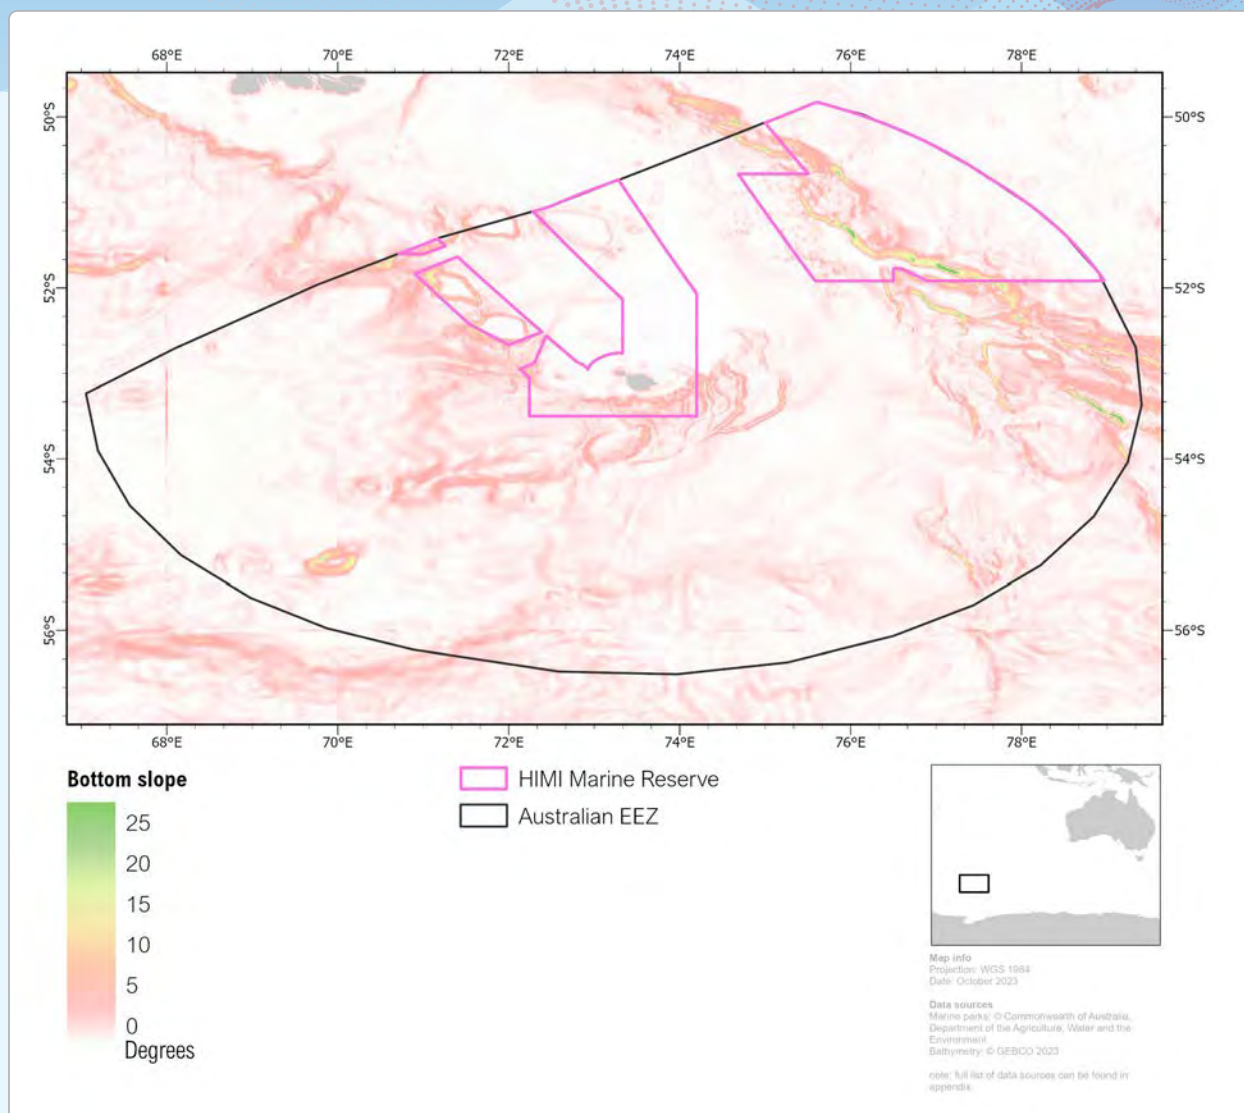 68°E 70°E 72°E 74°E 76°E 78°E
50°S 50°S
52°S 52°S
54°S 54°S
56°S 56°S
68°E 70°E 72°E 74°E 76°E 78°E
Bottom slope
25
20
15
10
5
0
Degrees
HIMI Marine Reserve
Australian EEZ
Map info
Projection: WGS 1984
Date: October 2023
Data sources
Marine parks: © Commonwealth of Australia,
Department of the Agriculture, Water and the
Environment
Bathymetry: © GEBCO 2023
note: full list of data sources can be found in
appendix